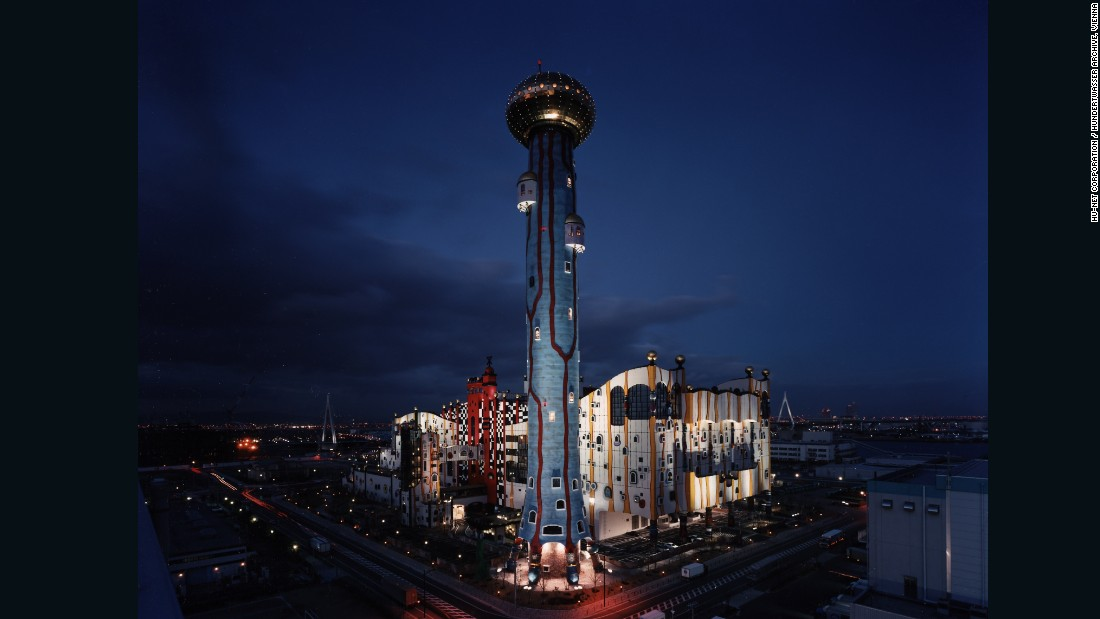 HU-NET CORPORATION / HUNDERTWASSER ARCHIVE, VIENNA